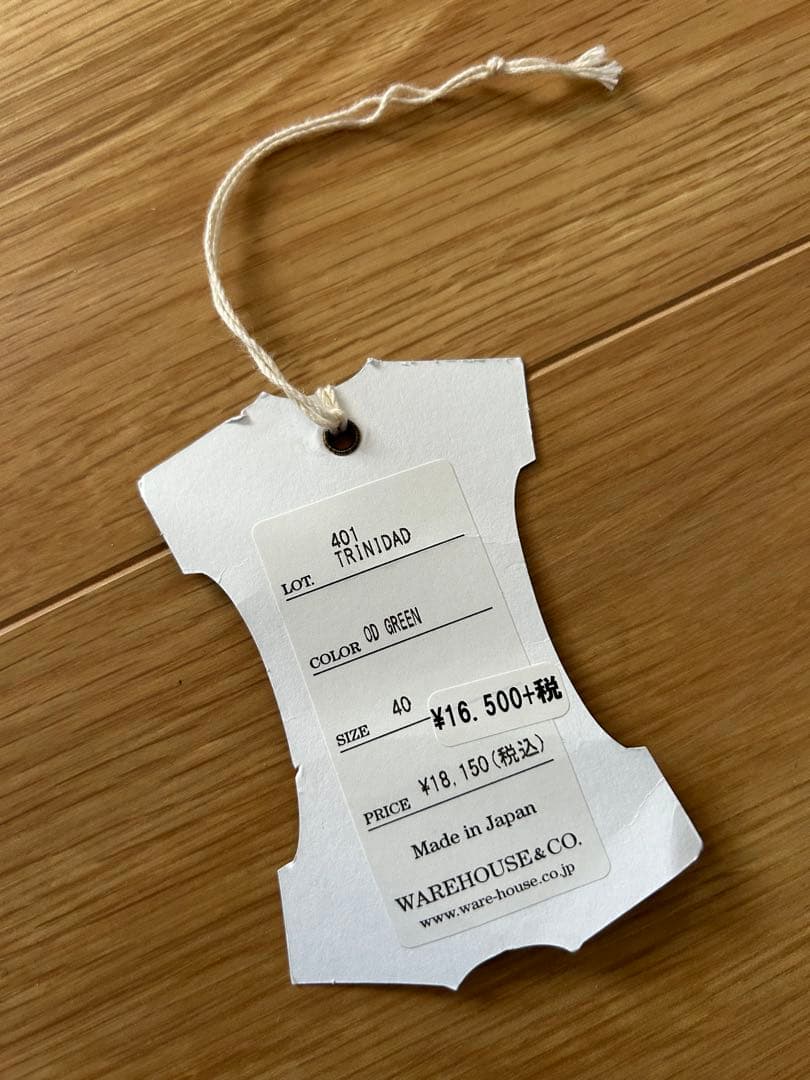 401
TRINIDAD
LOT.
OD GREEN
COLOR
40
SIZE
¥16.500+税
¥18,150(税込)
PRICE
Made in Japan
WAREHOUSE & CO.
www.ware-house.co.jp